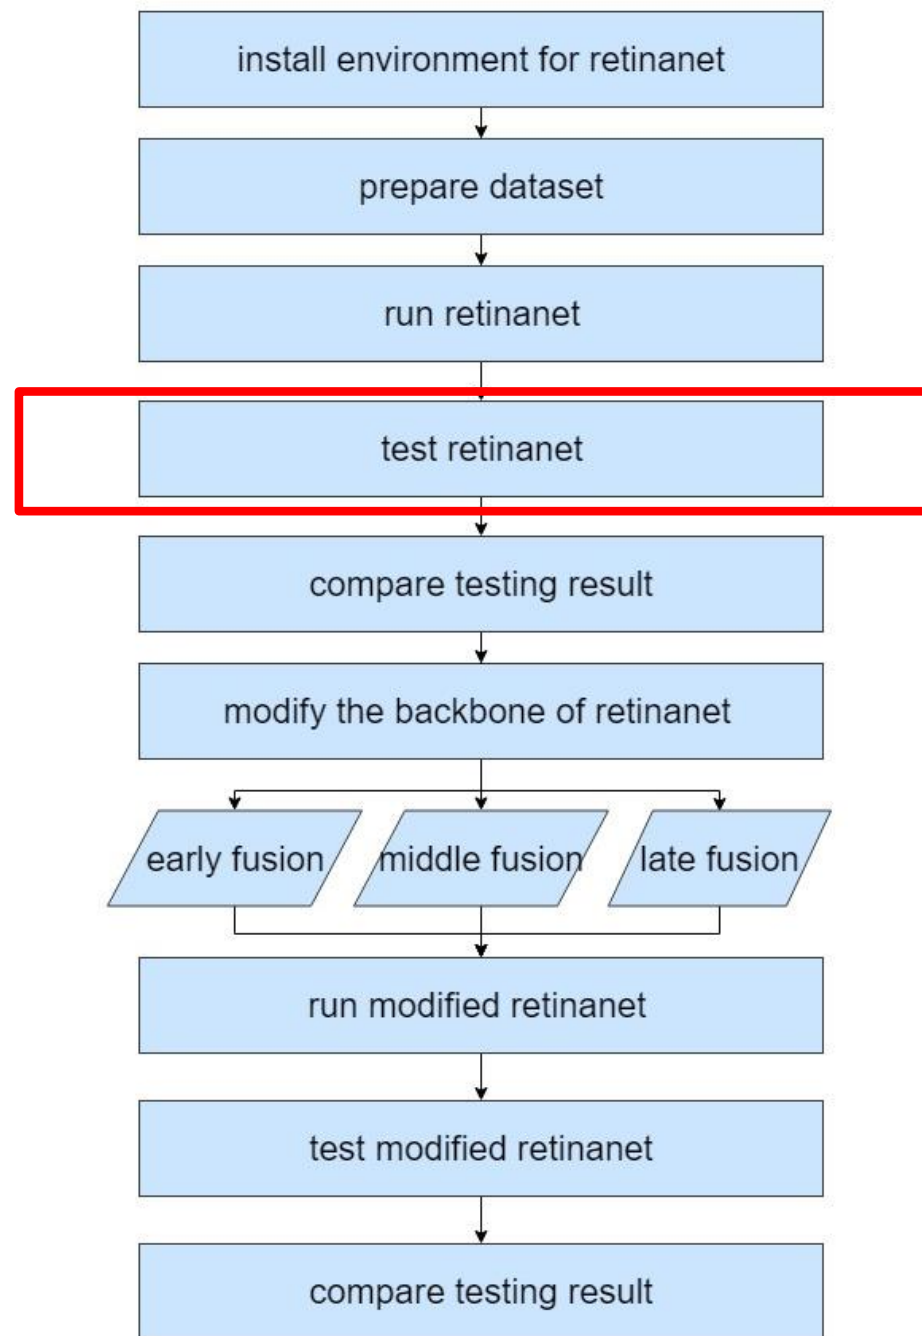 install environment for retinanet
prepare dataset
run retinanet
test retinanet
compare testing result
modify the backbone of retinanet
early fusion
middle fusion
late fusion
run modified retinanet
test modified retinanet
compare testing result